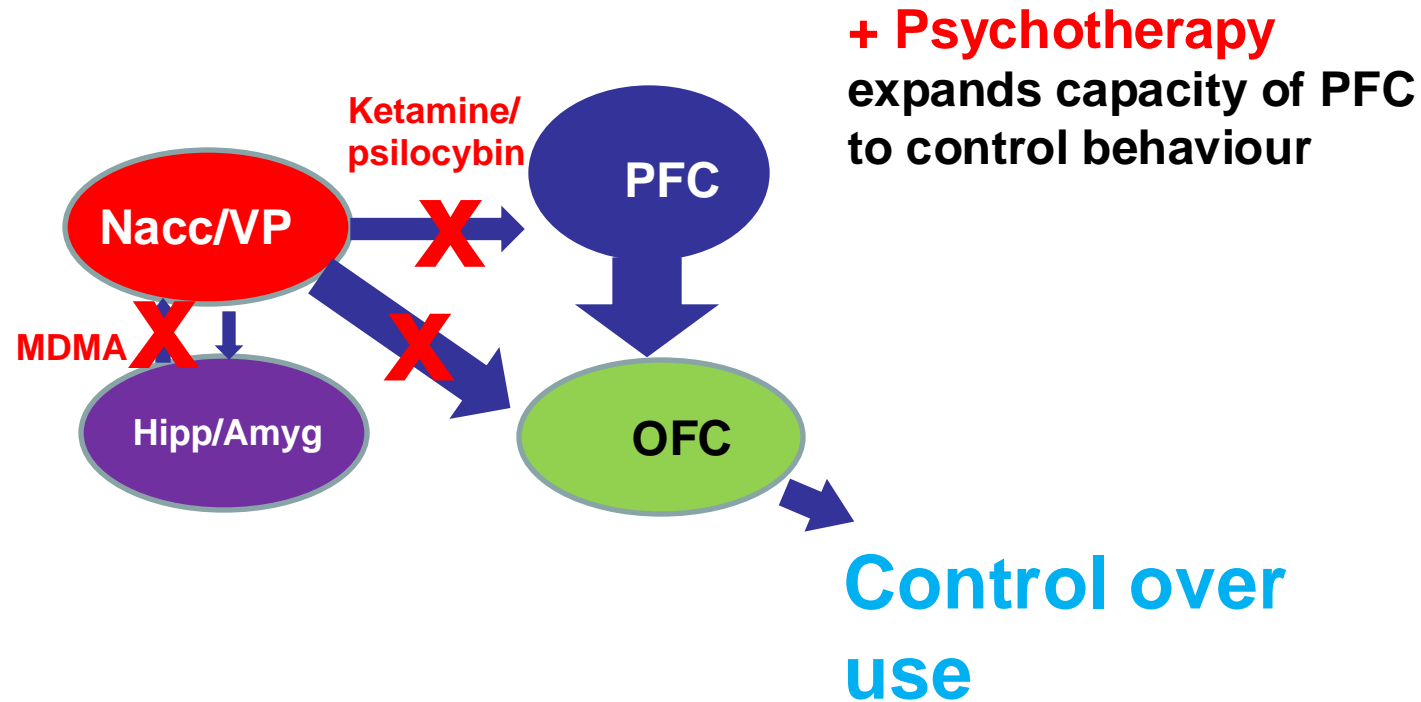 + Psychotherapy
expands capacity of PFC
to control behaviour
Ketamine/
psilocybin
PFC
Nacc/VP
X
X
MDMA
X
Hipp/Amyg
OFC
Control over
use